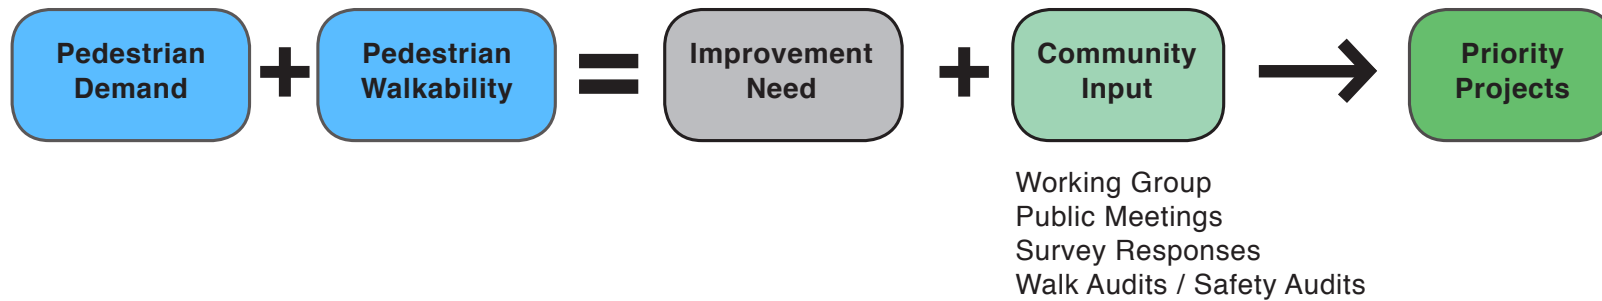 Pedestrian
Demand
+
Pedestrian
Walkability
=
Improvement
Need
+
Community
Input
Priority
Projects
Working Group
Public Meetings
Survey Responses
Walk Audits / Safety Audits